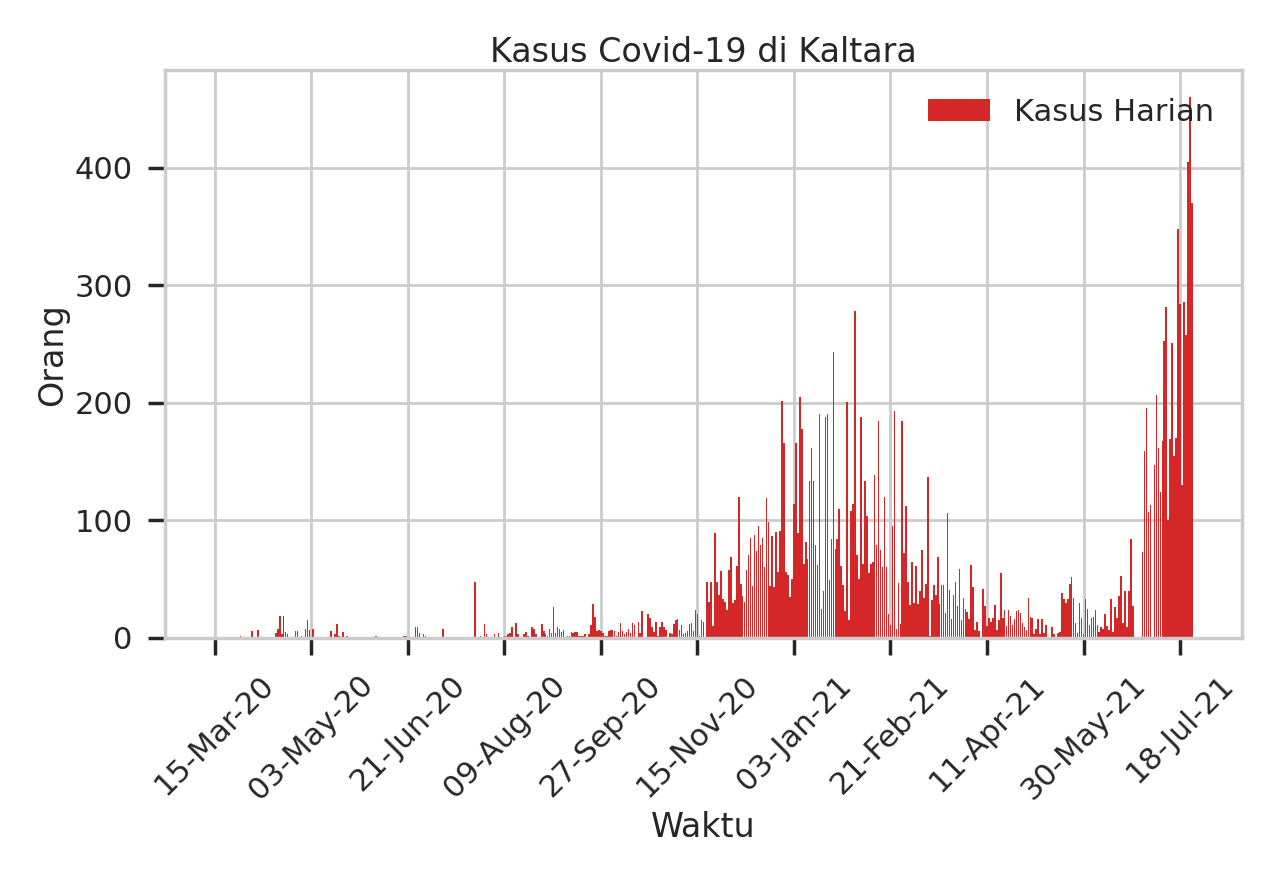 Kasus Covid-19 di Kaltara
Kasus Harian
Orang
400
300
200
100
0
15-Mar-20
03-May-20
21-Jun-20
09-Aug-20
27-Sep-20
15-Nov-20
03-Jan-21
21-Feb-21
11-Apr-21
30-May-21
18-Jul-21
Waktu